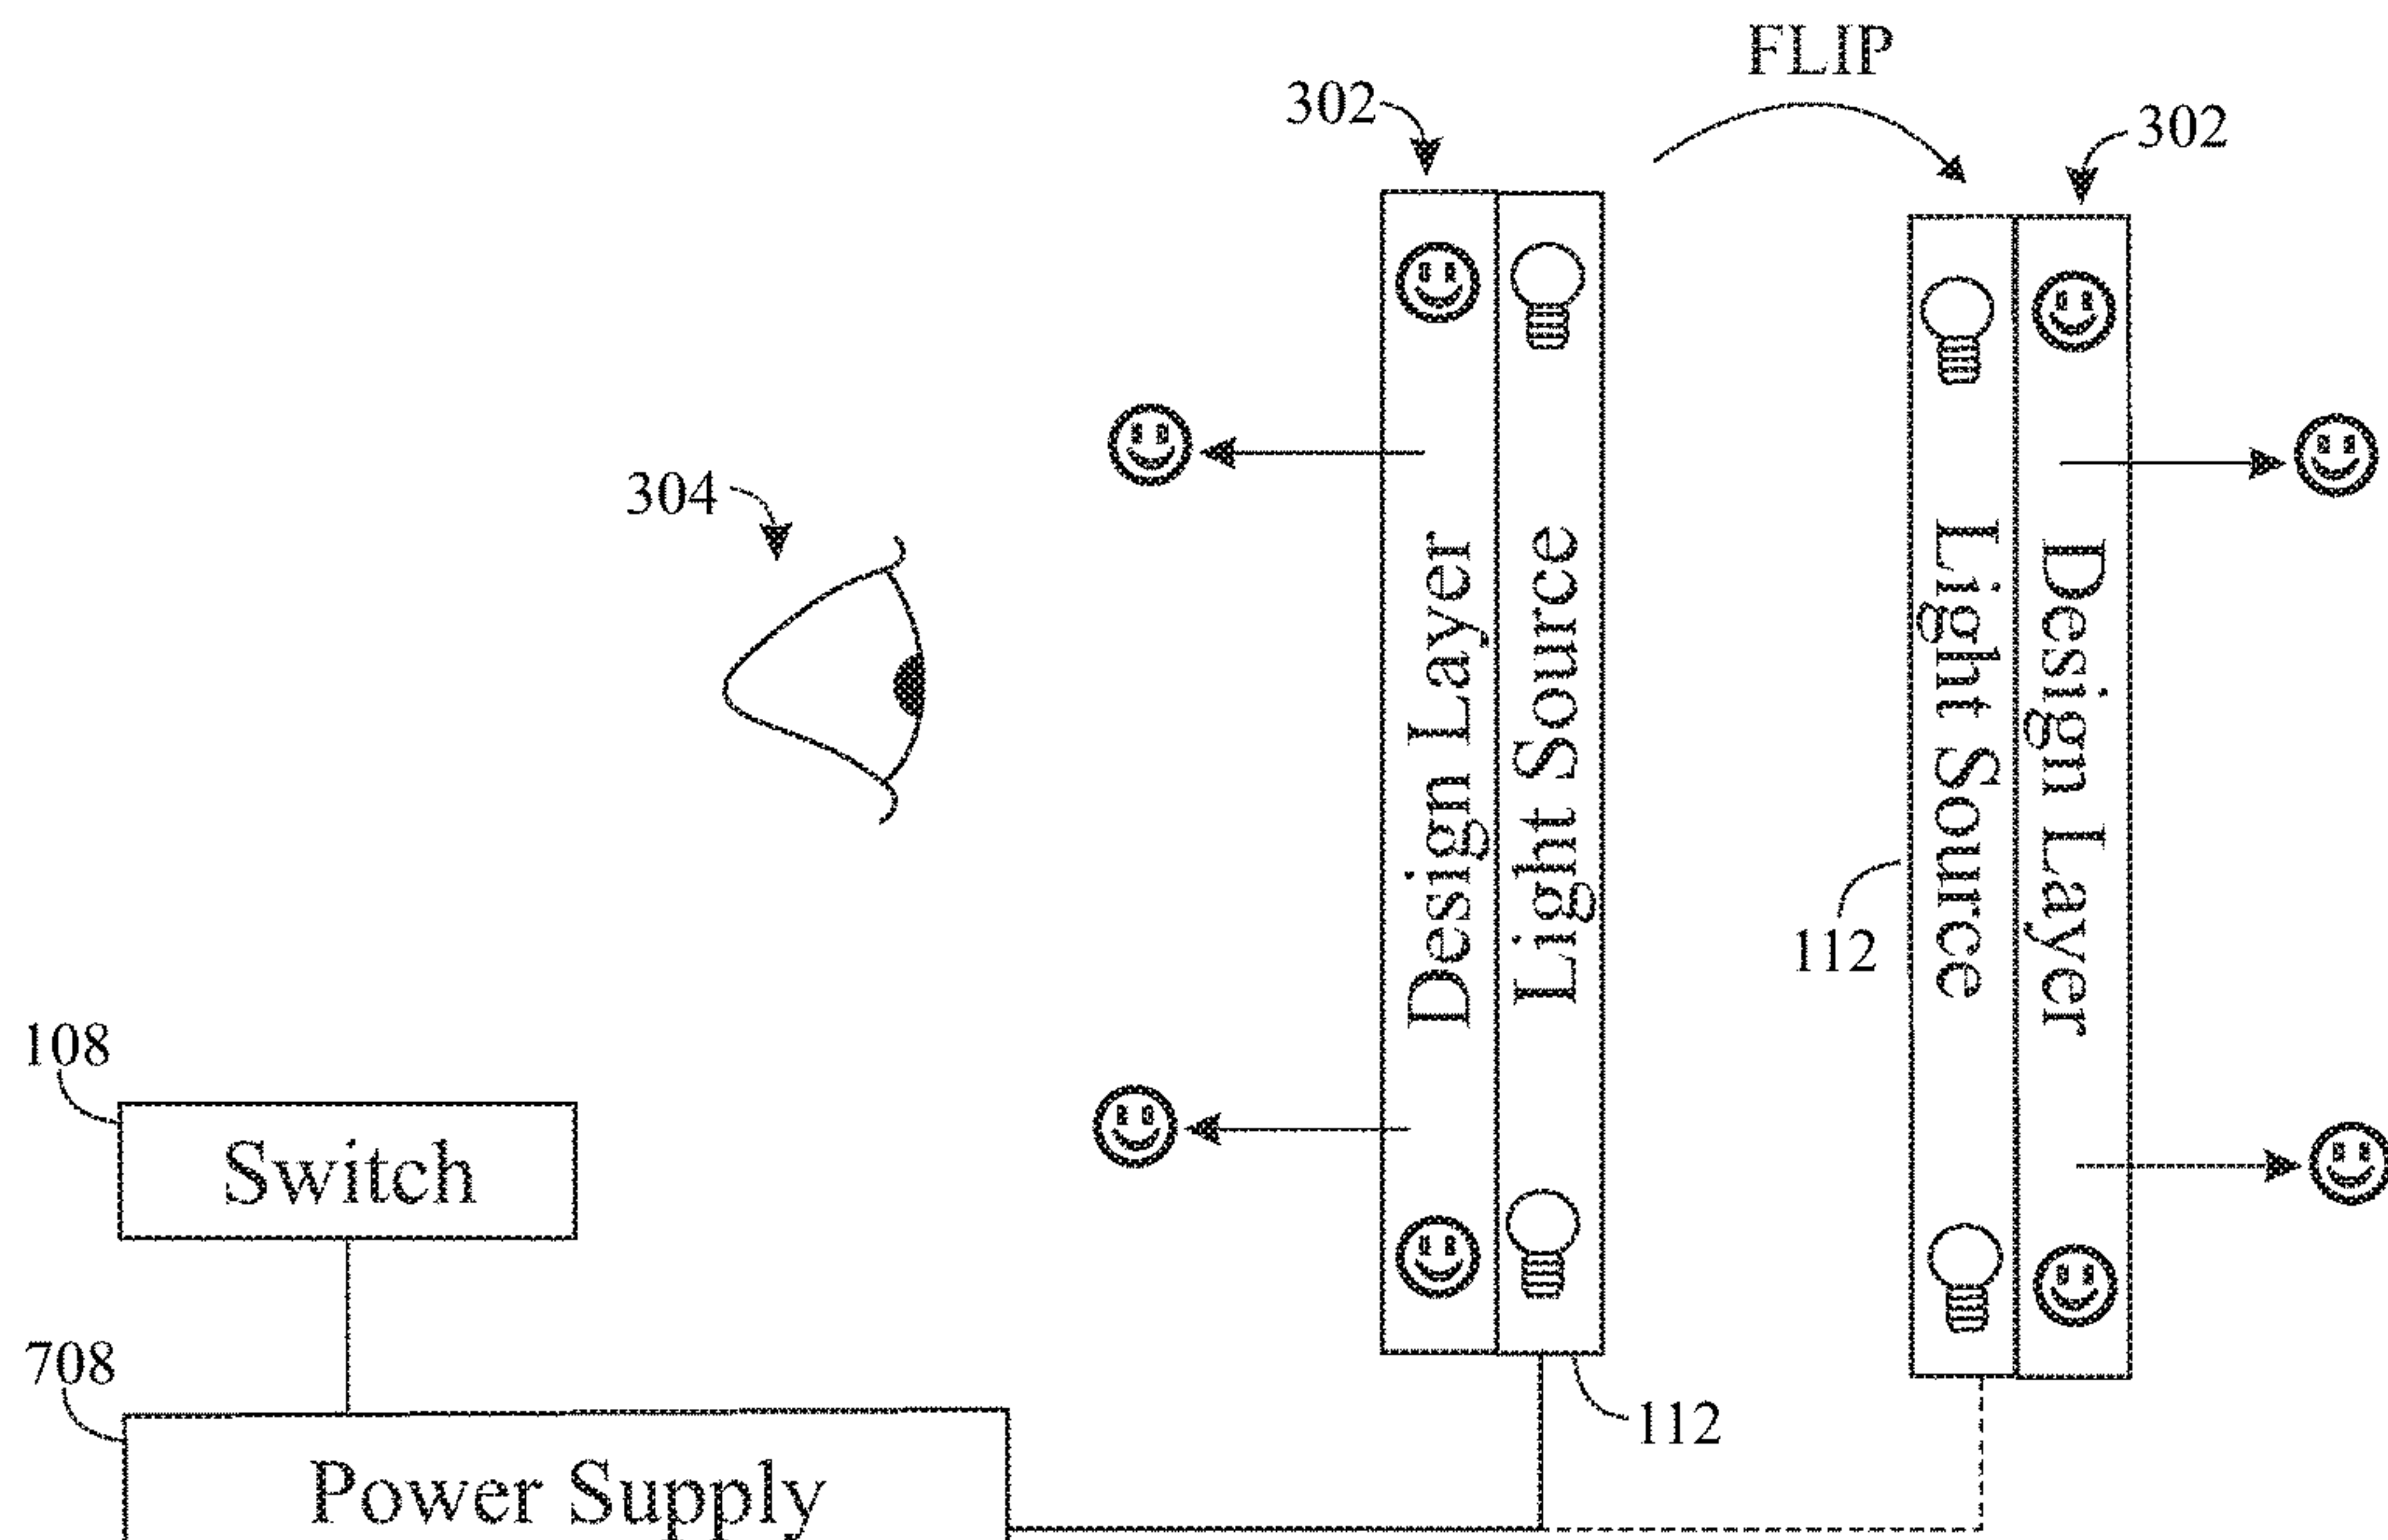 FLIP
302
302
304
Design Layer
Light Source
Light Source
Design Layer
112
108
Switch
708
112
Power Supply